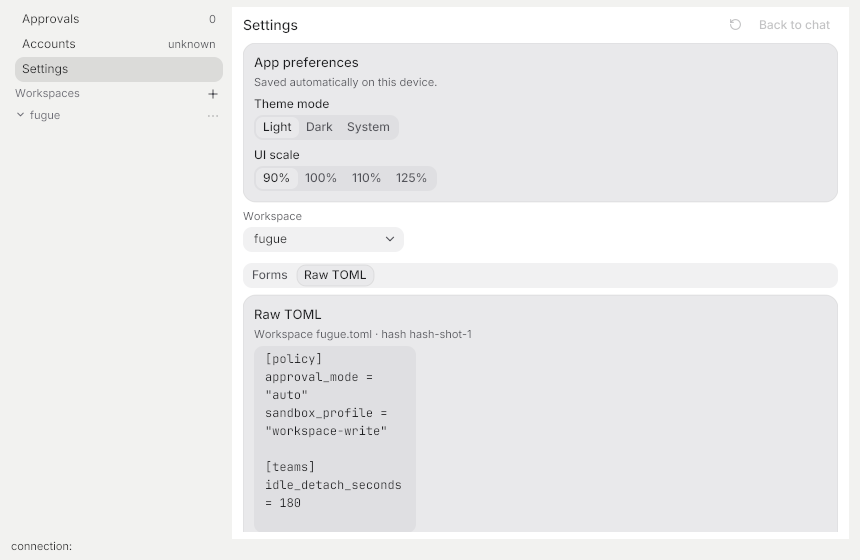 Approvals 0
Accounts unknown
Settings
Workspaces +
fugue ...
connection:
Settings
Back to chat
App preferences
Saved automatically on this device.
Theme mode
Light Dark System
UI scale
90% 100% 110% 125%
Workspace
fugue
Forms Raw TOML
Raw TOML
Workspace fugue.toml · hash hash-shot-1
[policy]
approval_mode =
"auto"
sandbox_profile =
"workspace-write"
[teams]
idle_detach_seconds
= 180